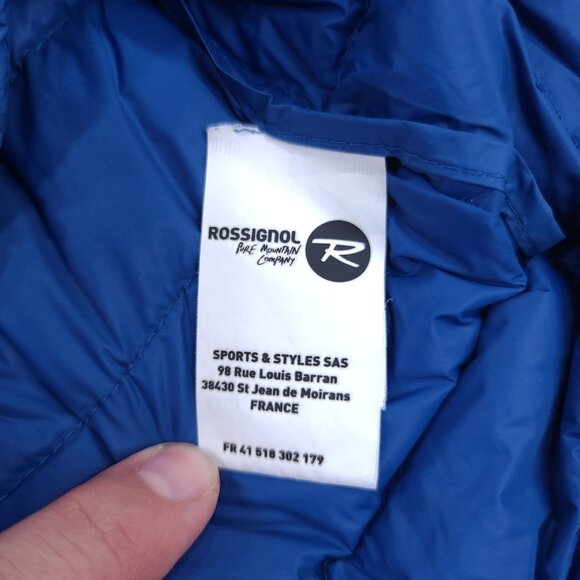 ROSSIGNOL
PURE MOUNTAIN
COMPANY
R
SPORTS & STYLES SAS
98 Rue Louis Barran
38430 St Jean de Moirans
FRANCE
FR 41 518 302 179